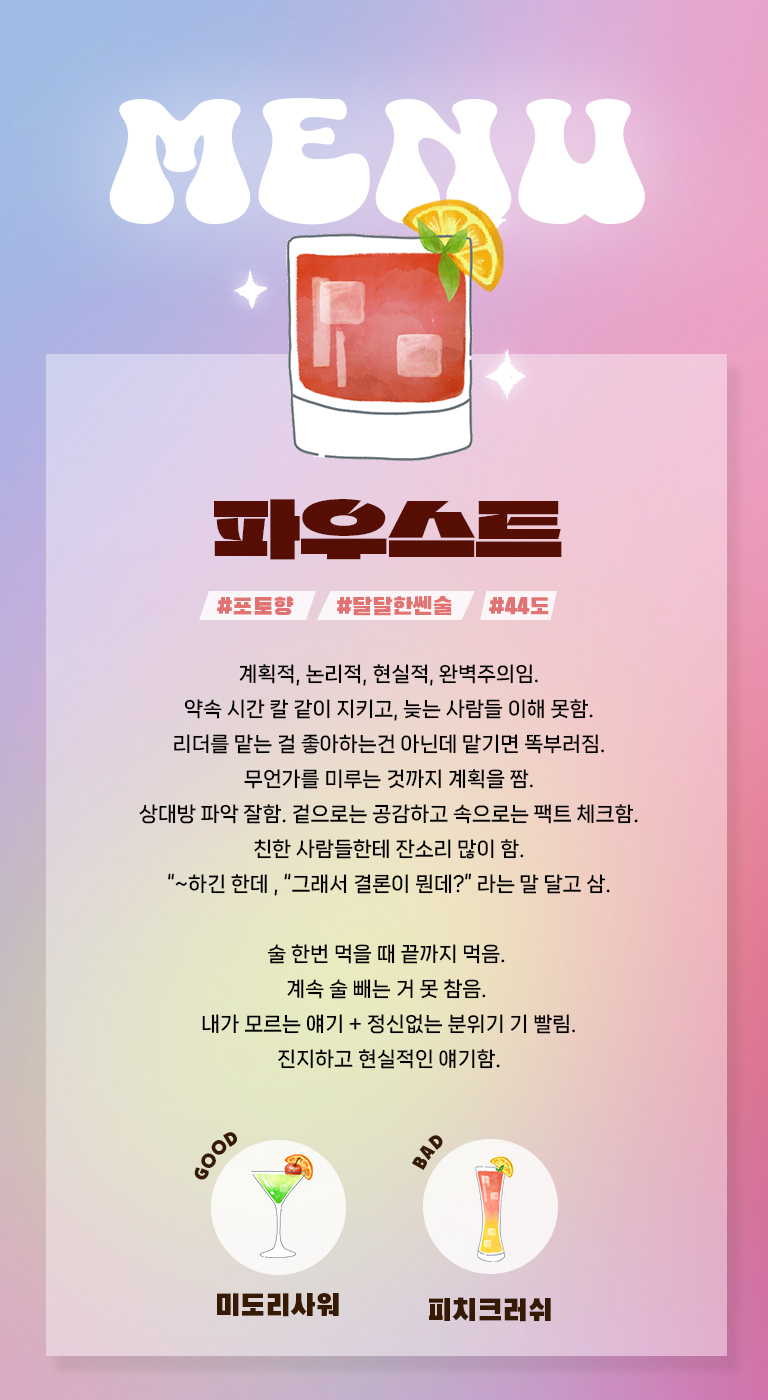 MENU
파우스트
#포토향 #달달한쎈술 #44도
계획적, 논리적, 현실적, 완벽주의임.
약속 시간 칼 같이 지키고, 늦는 사람들 이해 못함.
리더를 맡는 걸 좋아하는건 아닌데 맡기면 똑부러짐.
무언가를 미루는 것까지 계획을 짬.
상대방 파악 잘함. 겉으로는 공감하고 속으로는 팩트 체크함.
친한 사람들한테 잔소리 많이 함.
“~하긴 한데 , “그래서 결론이 뭔데?” 라는 말 달고 삼.
술 한번 먹을 때 끝까지 먹음.
계속 술 빼는 거 못 참음.
내가 모르는 얘기 + 정신없는 분위기 기 빨림.
진지하고 현실적인 얘기함.
GOOD BAD
미도리사워 피치크러쉬